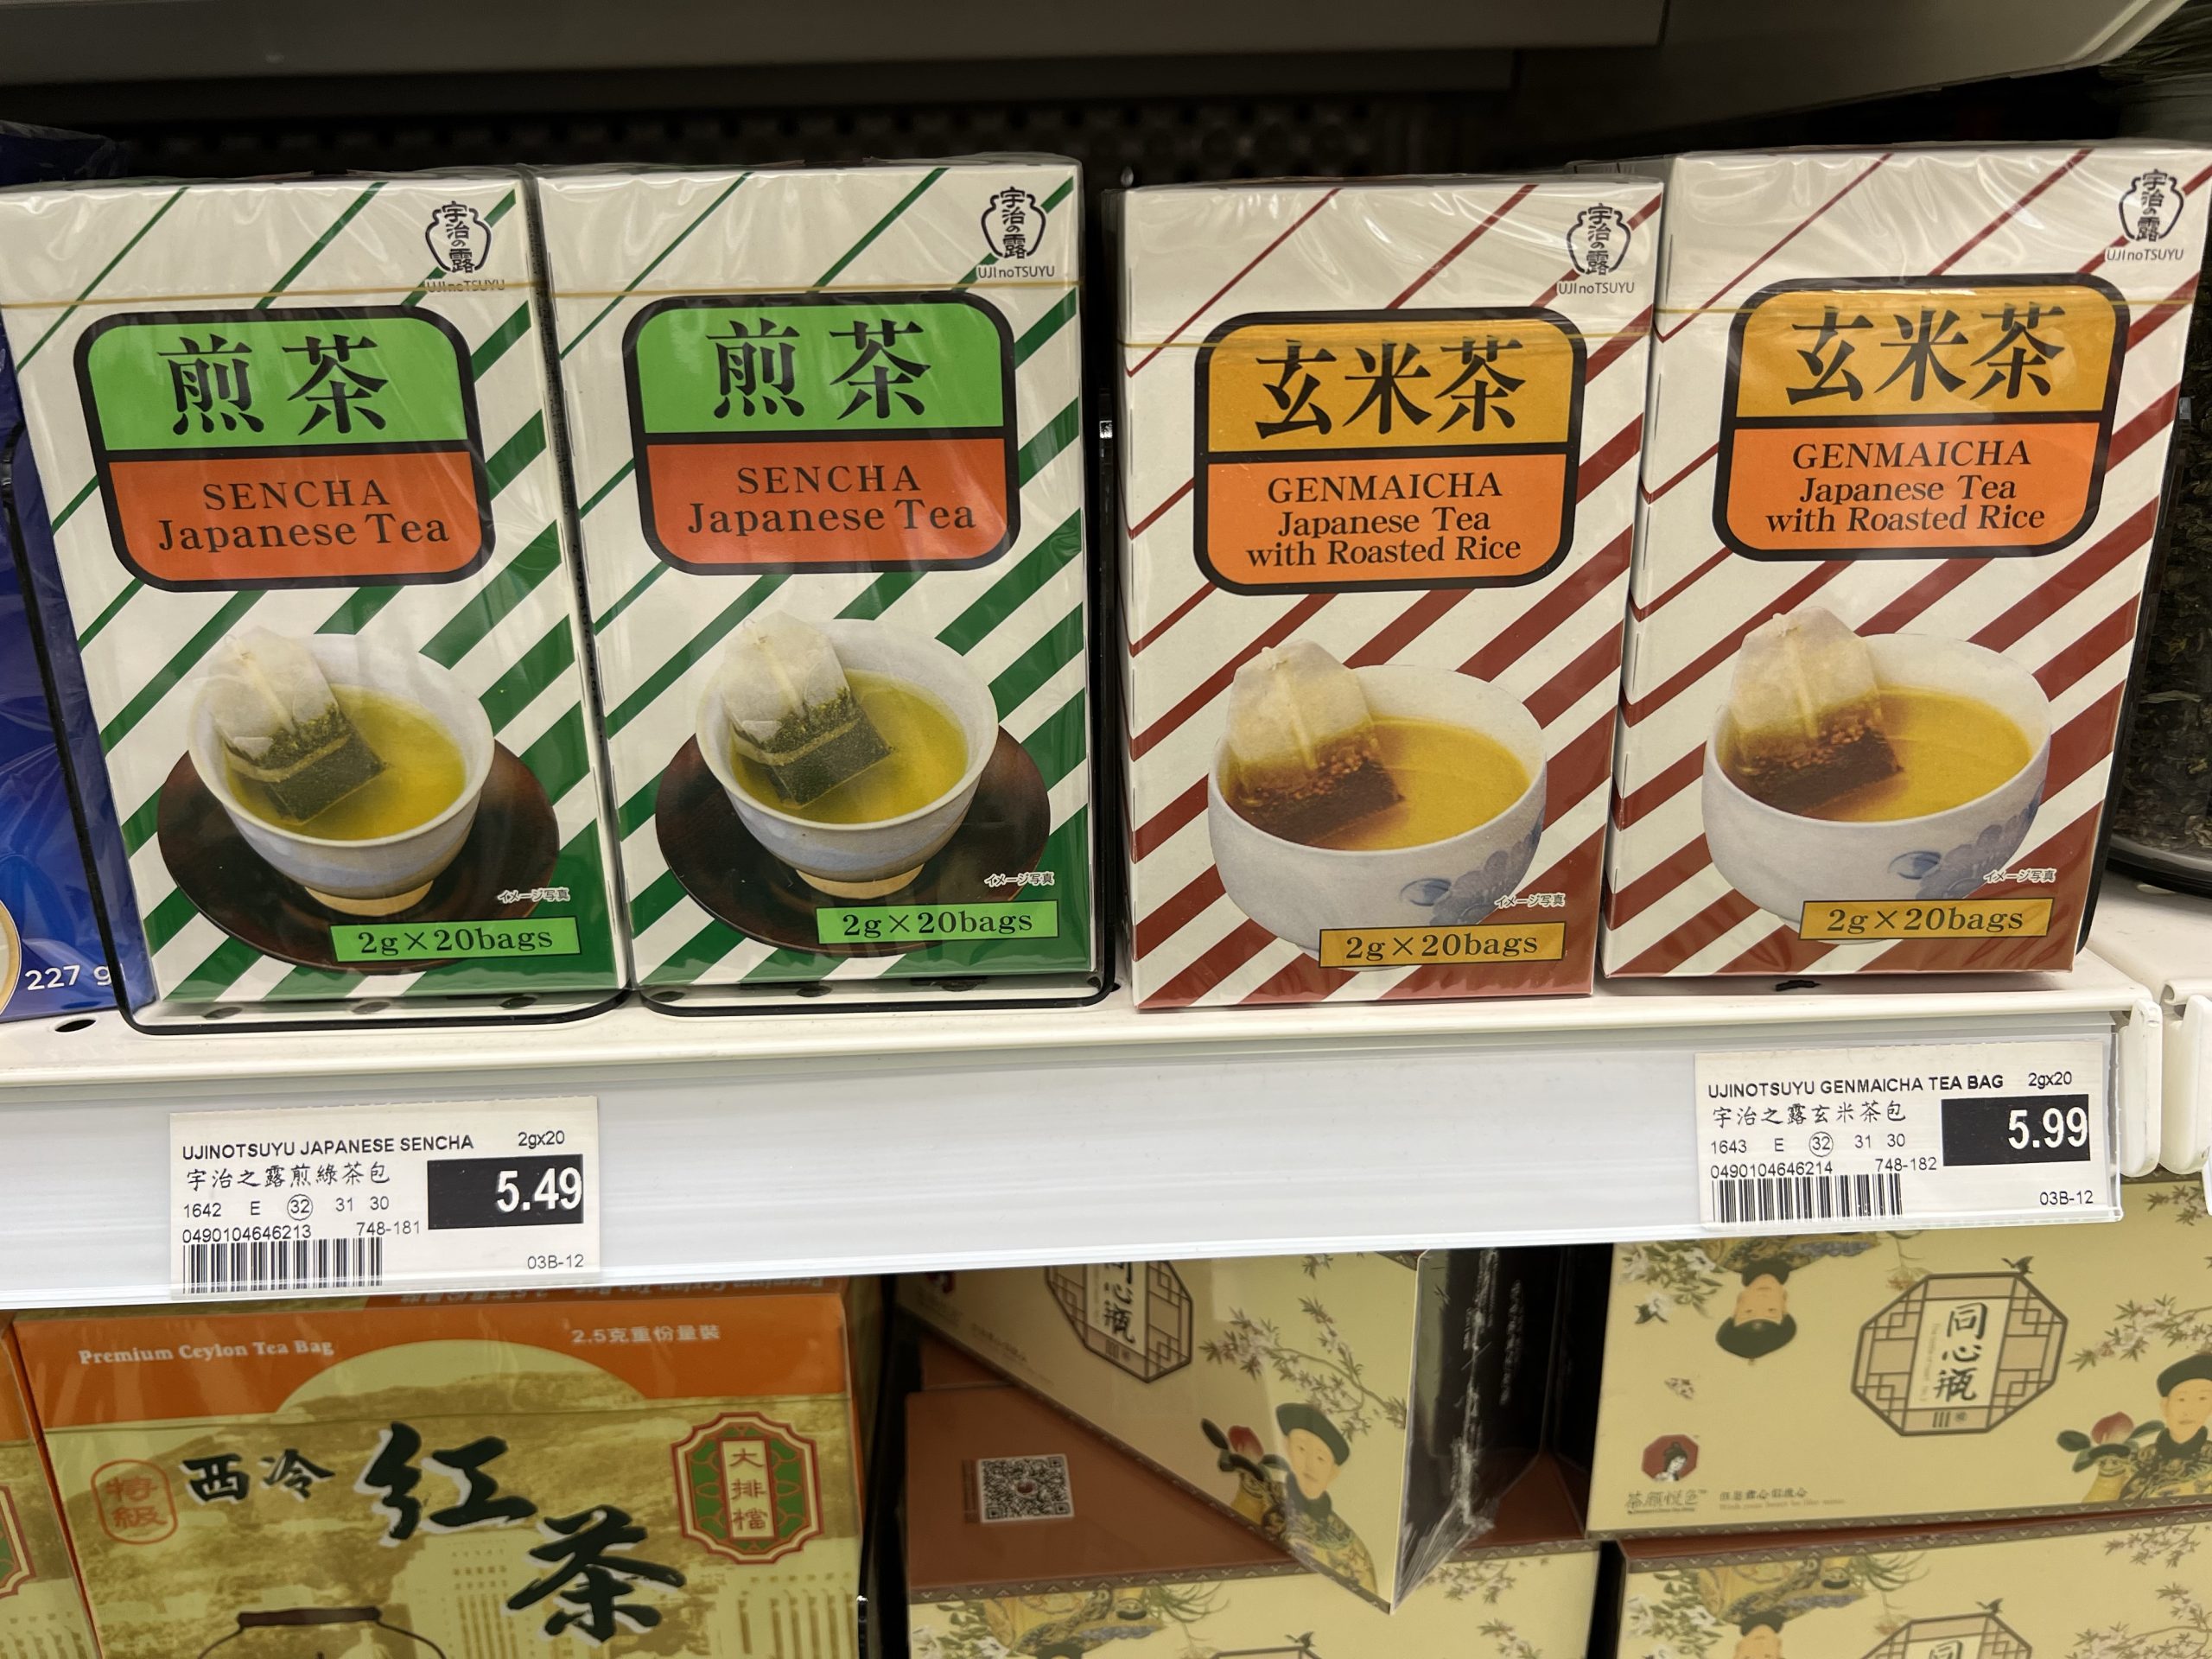 宇治の露
UJInoTSUYU
煎茶
SENCHA
Japanese Tea
イメージ写真
2g×20bags
宇治の露
UJInoTSUYU
煎茶
SENCHA
Japanese Tea
イメージ写真
2g×20bags
宇治の露
UJInoTSUYU
玄米茶
GENMAICHA
Japanese Tea
with Roasted Rice
イメージ写真
2g×20bags
宇治の露
UJInoTSUYU
玄米茶
GENMAICHA
Japanese Tea
with Roasted Rice
イメージ写真
2g×20bags
227 g
UJINOTSUYU JAPANESE SENCHA 2gx20
宇治之露煎綠茶包
5.49
1642 E 32 31 30
0490104646213 748-181
03B-12
UJINOTSUYU GENMAICHA TEA BAG 2gx20
宇治之露玄米茶包
5.99
1643 E 32 31 30
0490104646214 748-182
03B-12
Premium Ceylon Tea Bag
2.5克重份量裝
特級
西冷
紅茶
大排檔
同心瓶
同心瓶
茶顏悅色